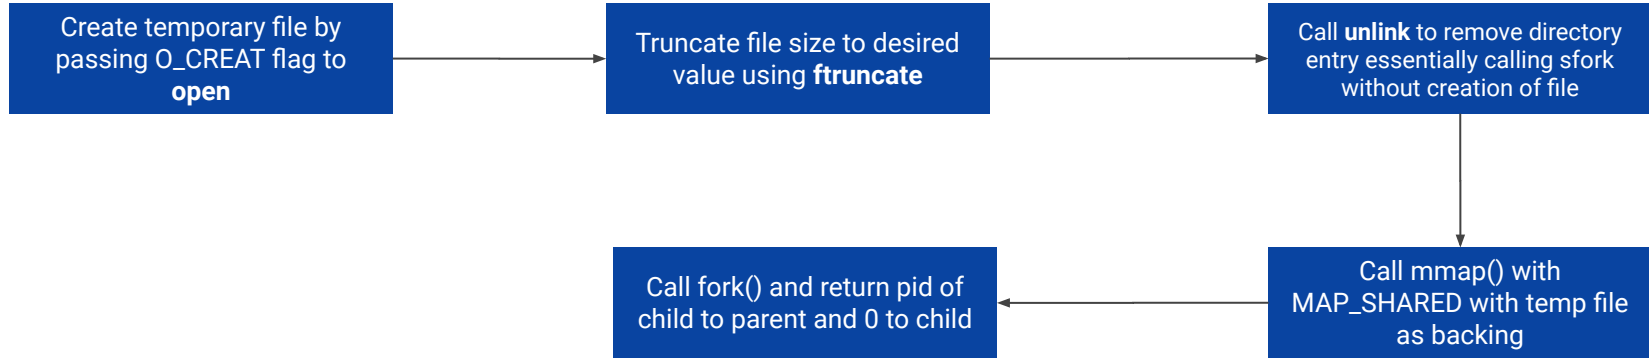 Create temporary file by
passing O_CREAT flag to
open
Truncate file size to desired
value using ftruncate
Call unlink to remove directory
entry essentially calling sfork
without creation of file
Call mmap() with
MAP_SHARED with temp file
as backing
Call fork() and return pid of
child to parent and 0 to child